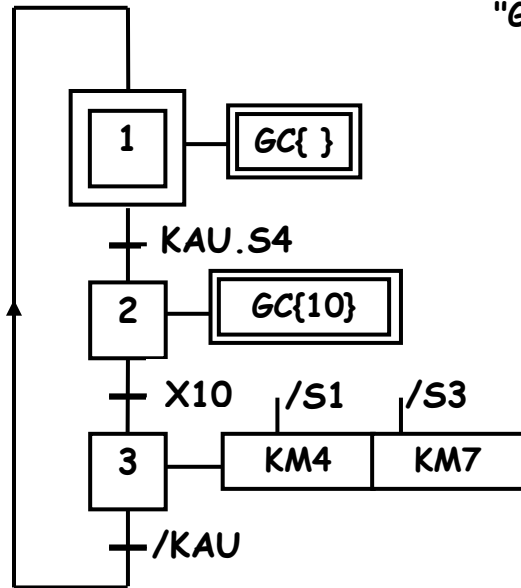 "G
1 GC{ }
KAU.S4
2 GC{10}
X10 /S1 /S3
3 KM4 KM7
/KAU